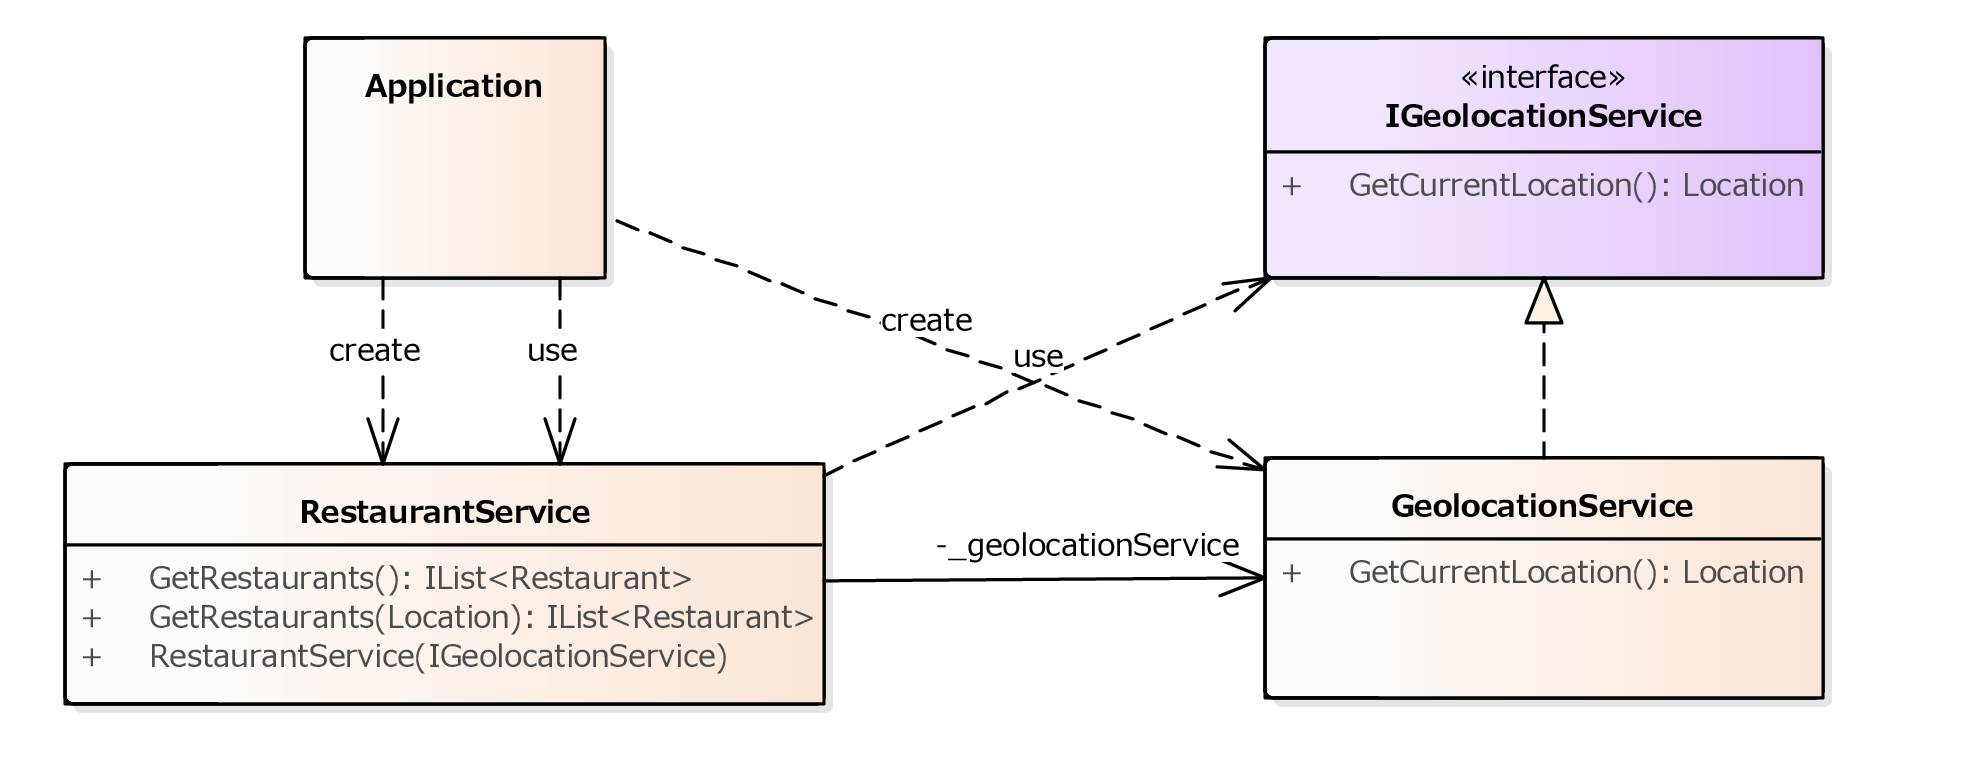 Application
«interface»
IGeolocationService
+ GetCurrentLocation(): Location
create
use
create
use
RestaurantService
+ GetRestaurants(): IList<Restaurant>
+ GetRestaurants(Location): IList<Restaurant>
+ RestaurantService(IGeolocationService)
-_geolocationService
GeolocationService
+ GetCurrentLocation(): Location